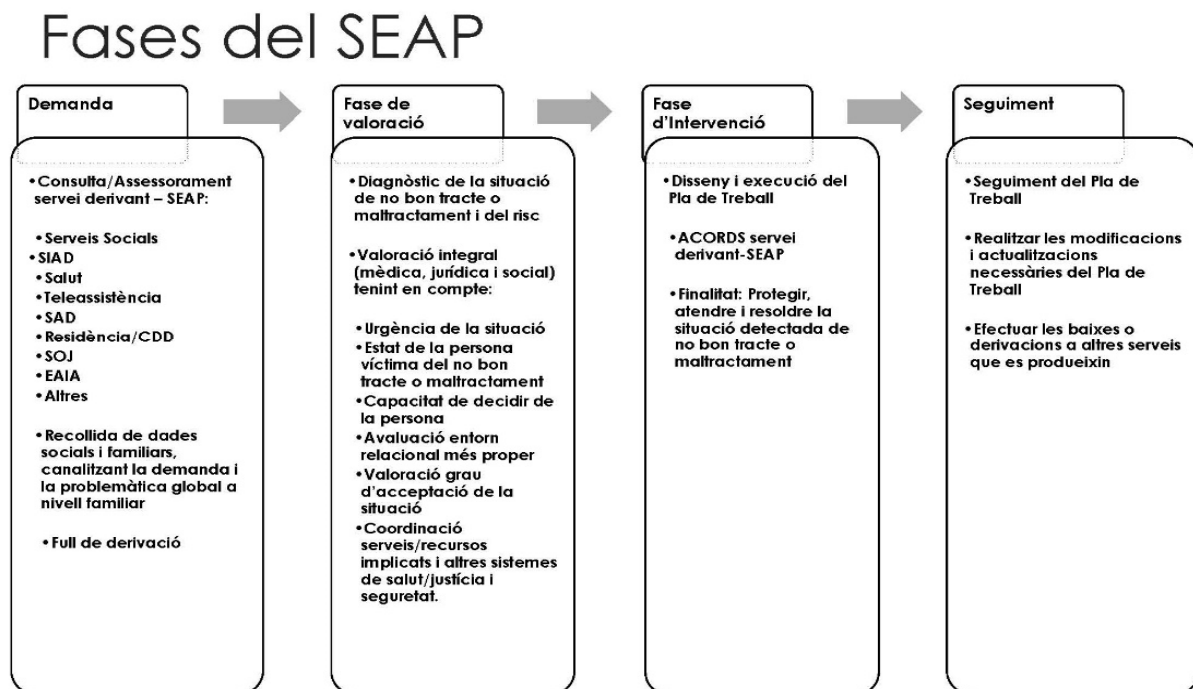 Fases del SEAP
Demanda
•Consulta/Assessorament
servei derivant – SEAP:
•Serveis Socials
•SIAD
•Salut
•Teleassistència
•SAD
•Residència/CDD
•SOJ
•EAIA
•Altres
•Recollida de dades
socials i familiars,
canalitzant la demanda i
la problemàtica global a
nivell familiar
•Full de derivació
Fase de
valoració
•Diagnòstic de la situació
de no bon tracte o
maltractament i del risc
•Valoració integral
(mèdica, jurídica i social)
tenint en compte:
•Urgència de la situació
•Estat de la persona
víctima del no bon
tracte o maltractament
•Capacitat de decidir de
la persona
•Avaluació entorn
relacional més proper
•Valoració grau
d'acceptació de la
situació
•Coordinació
serveis/recursos
implicats i altres sistemes
de salut/justícia i
seguretat.
Fase
d'Intervenció
•Disseny i execució del
Pla de Treball
•ACORDS servei
derivant-SEAP
•Finalitat: Protegir,
atendre i resoldre la
situació detectada de
no bon tracte o
maltractament
Seguiment
•Seguiment del Pla de
Treball
•Realitzar les modificacions
i actualitzacions
necessàries del Pla de
Treball
•Efectuar les baixes o
derivacions a altres serveis
que es produeixin